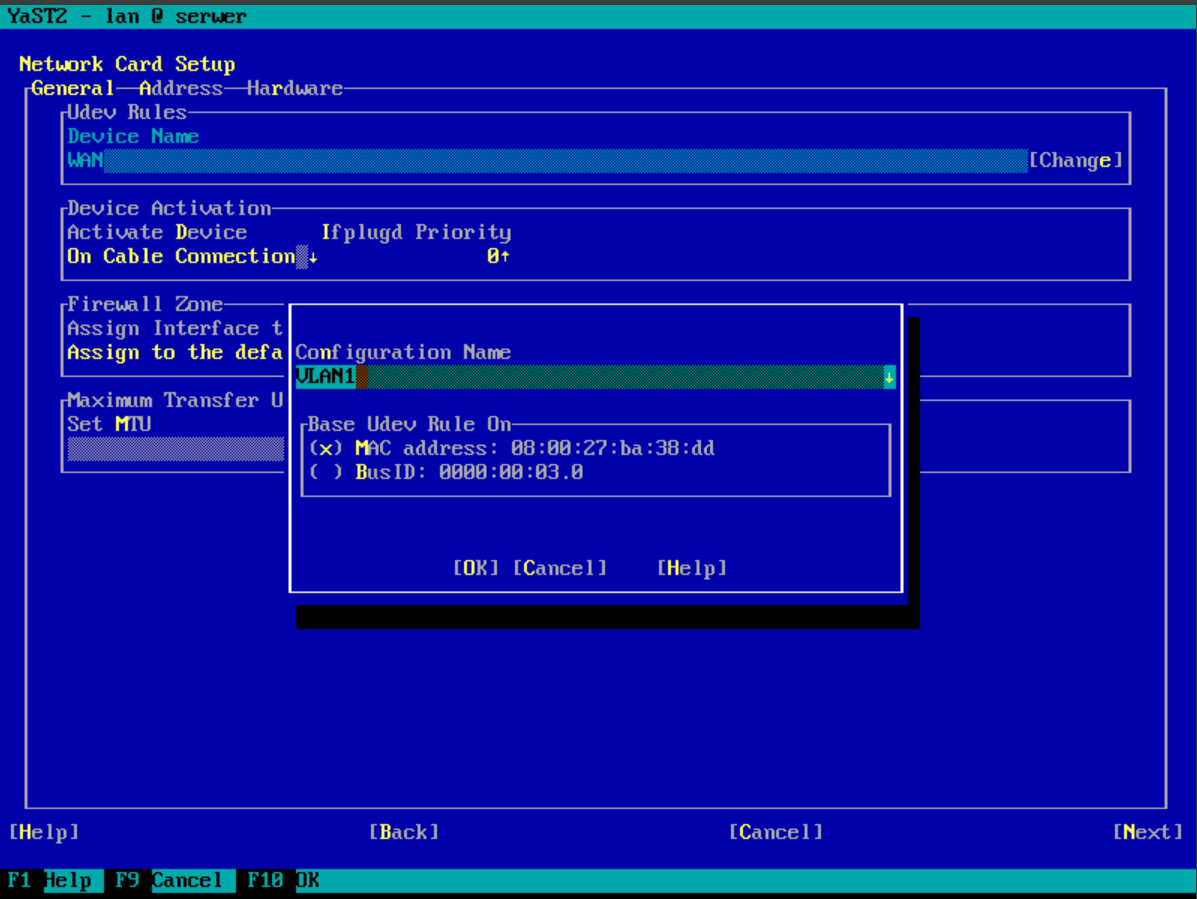 YaST2 - lan @ serwer
Network Card Setup
General Address Hardware
Udev Rules
Device Name
WAN [Change]
Device Activation
Activate Device Ifplugd Priority
On Cable Connection↓ 0↑
Firewall Zone
Assign Interface t
Assign to the defa
Configuration Name
VLAN1 ↓
Maximum Transfer U
Set MTU
Base Udev Rule On
(x) MAC address: 08:00:27:ba:38:dd
( ) BusID: 0000:00:03.0
[OK] [Cancel] [Help]
[Help] [Back] [Cancel] [Next]
F1 Help F9 Cancel F10 OK